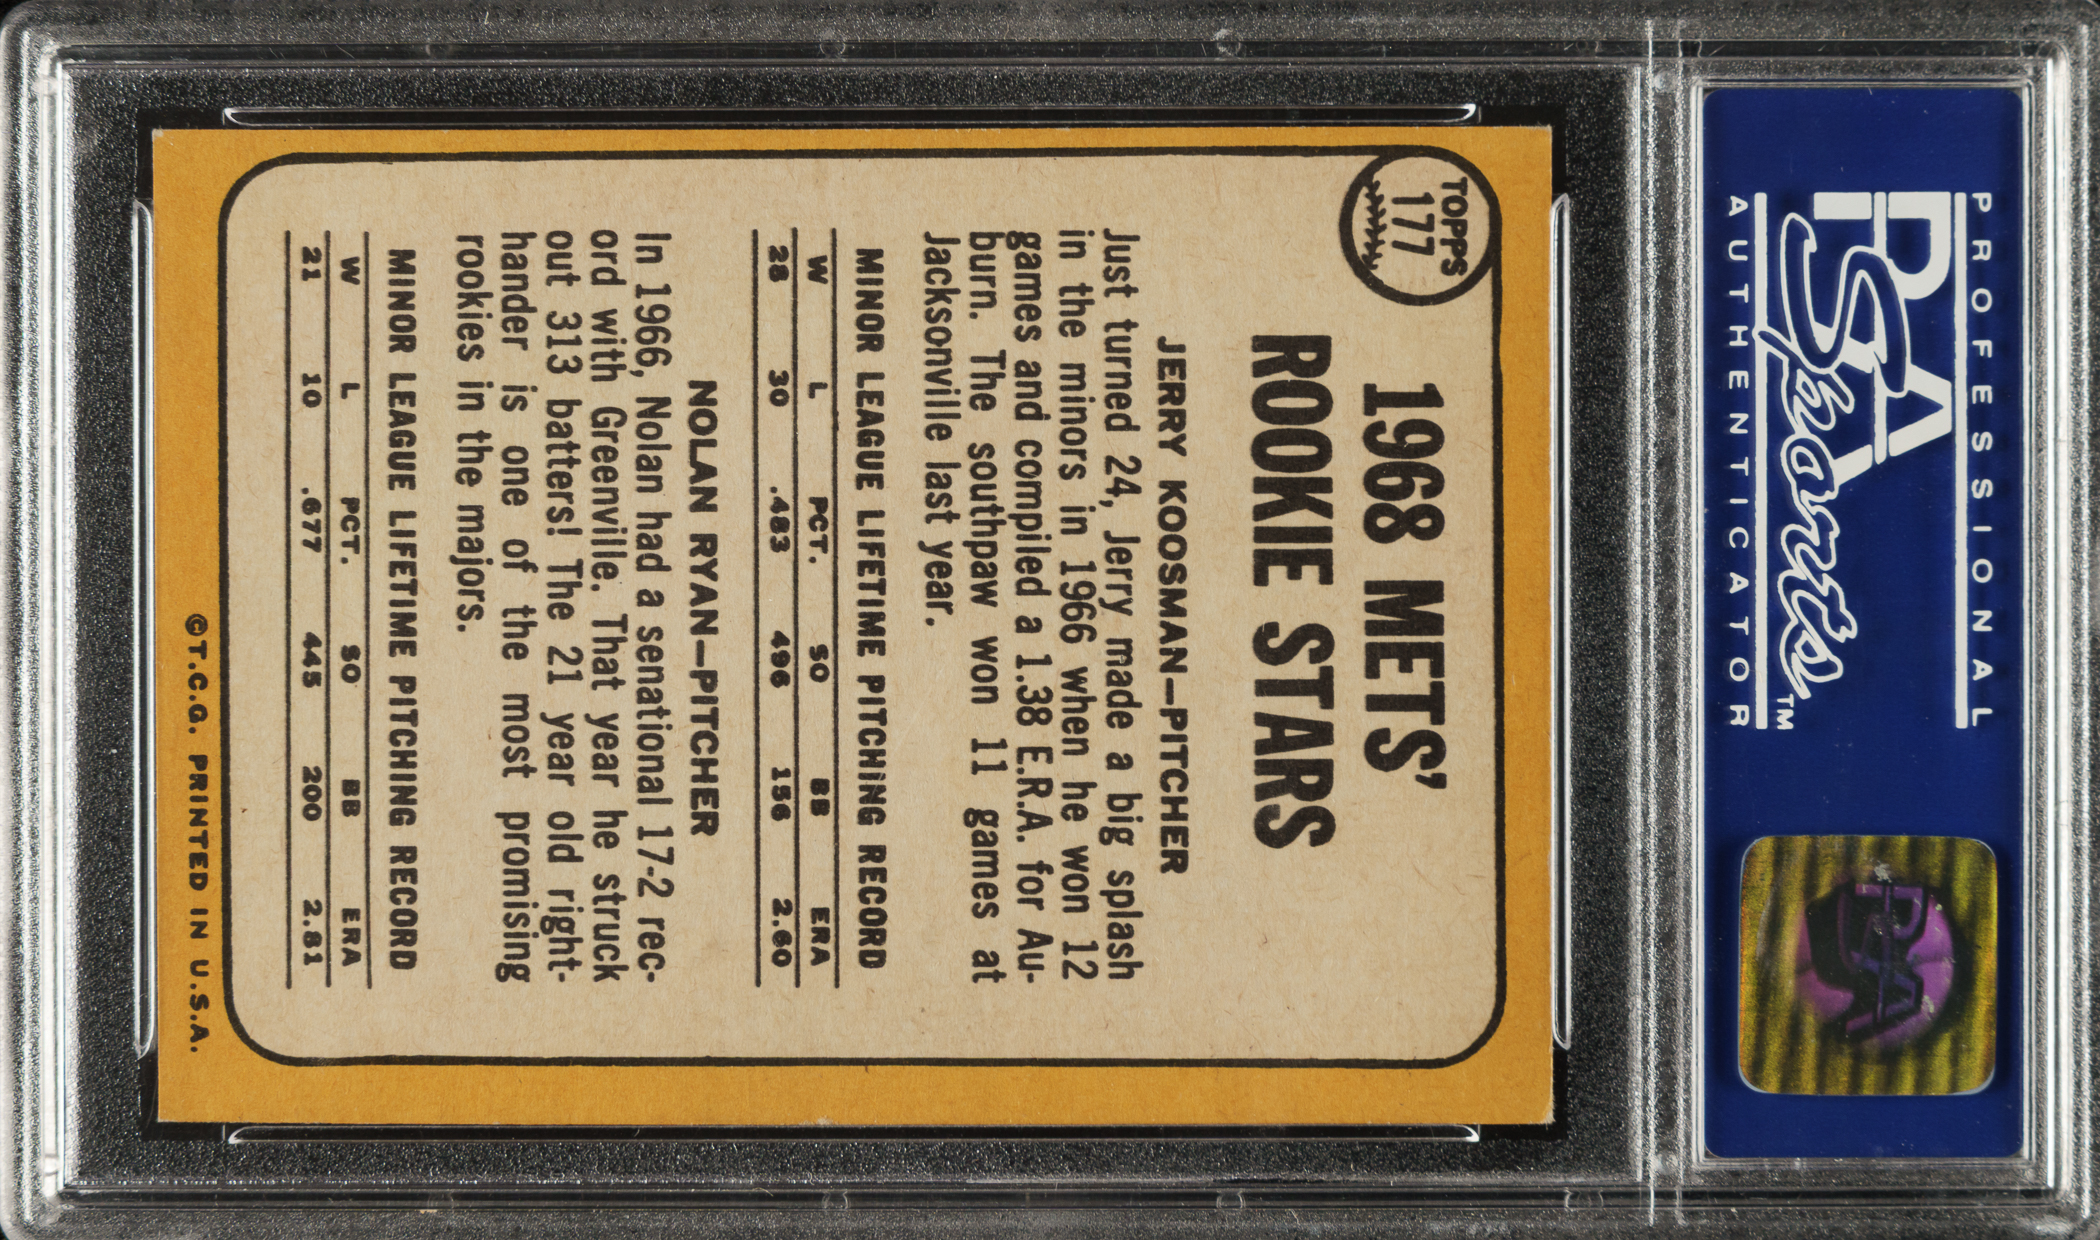 PROFESSIONAL
PSA
Sports™
AUTHENTICATOR
PSA
TOPPS
177
1968 METS'
ROOKIE STARS
JERRY KOOSMAN—PITCHER
Just turned 24, Jerry made a big splash
in the minors in 1966 when he won 12
games and compiled a 1.38 E.R.A. for Au-
burn. The southpaw won 11 games at
Jacksonville last year.
MINOR LEAGUE LIFETIME PITCHING RECORD
W L PCT. SO BB ERA
28 30 .483 496 156 2.60
NOLAN RYAN—PITCHER
In 1966, Nolan had a senational 17-2 rec-
ord with Greenville. That year he struck
out 313 batters! The 21 year old right-
hander is one of the most promising
rookies in the majors.
MINOR LEAGUE LIFETIME PITCHING RECORD
W L PCT. SO BB ERA
21 10 .677 445 200 2.81
©T.C.G. PRINTED IN U.S.A.